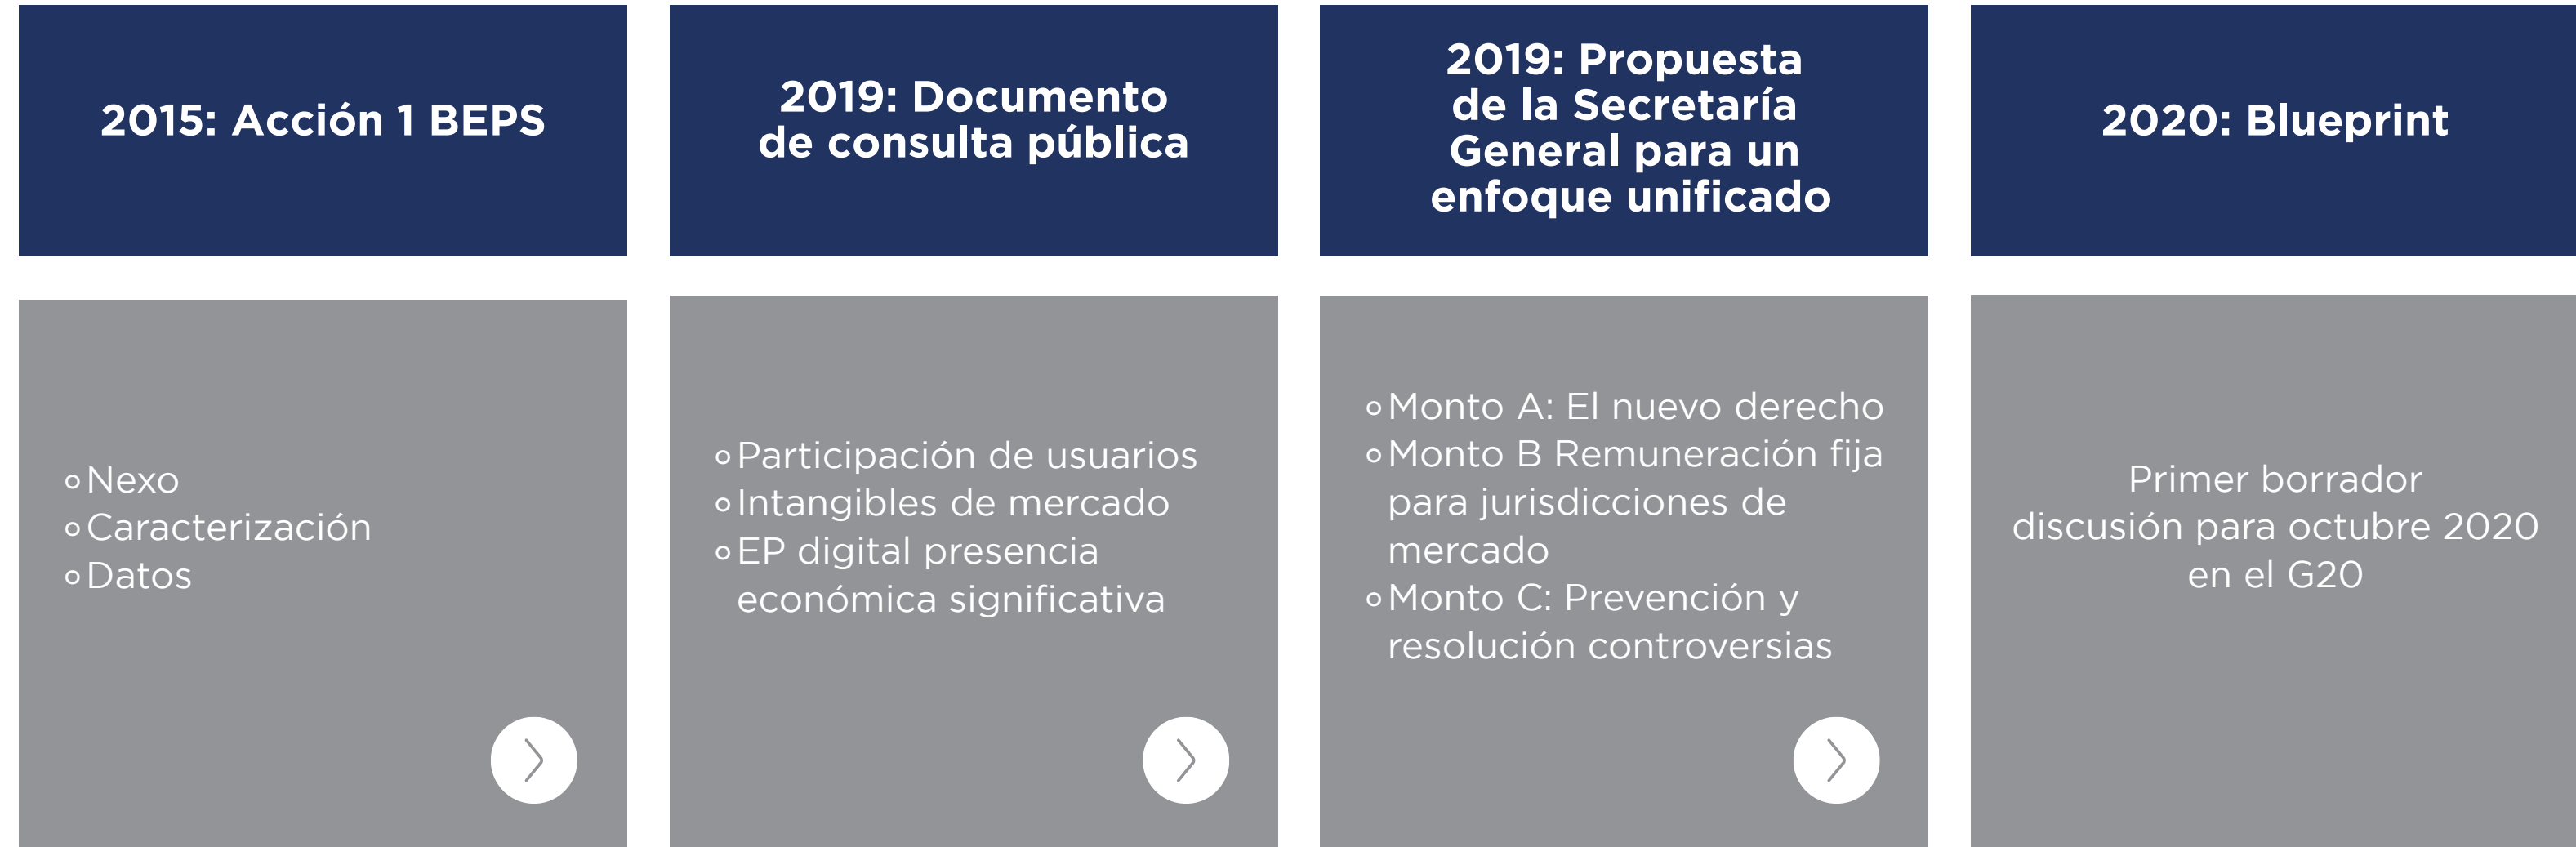 2015: Acción 1 BEPS
2019: Documento
de consulta pública
2019: Propuesta
de la Secretaría
General para un
enfoque unificado
2020: Blueprint
∘Nexo
∘Caracterización
∘Datos
∘Participación de usuarios
∘Intangibles de mercado
∘EP digital presencia
económica significativa
∘Monto A: El nuevo derecho
∘Monto B Remuneración fija
para jurisdicciones de
mercado
∘Monto C: Prevención y
resolución controversias
Primer borrador
discusión para octubre 2020
en el G20